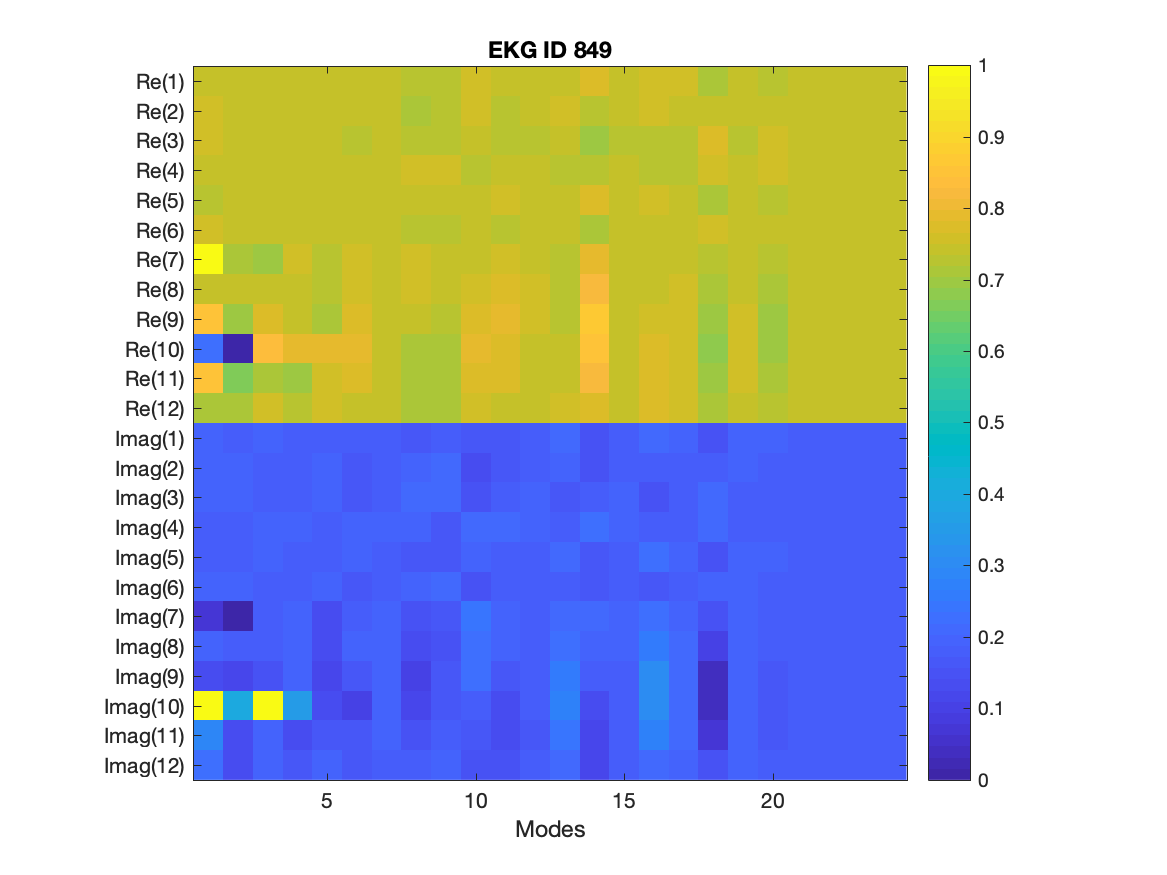 EKG ID 849
Re(1)
Re(2)
Re(3)
Re(4)
Re(5)
Re(6)
Re(7)
Re(8)
Re(9)
Re(10)
Re(11)
Re(12)
Imag(1)
Imag(2)
Imag(3)
Imag(4)
Imag(5)
Imag(6)
Imag(7)
Imag(8)
Imag(9)
Imag(10)
Imag(11)
Imag(12)
5 10 15 20
Modes
1
0.9
0.8
0.7
0.6
0.5
0.4
0.3
0.2
0.1
0